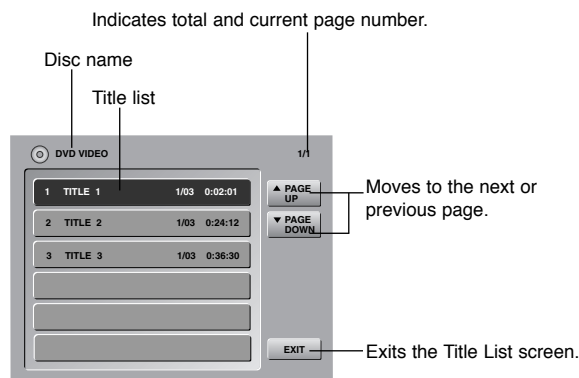 Indicates total and current page number.
Disc name
Title list
DVD VIDEO 1/1
1 TITLE 1 1/03 0:02:01
2 TITLE 2 1/03 0:24:12
3 TITLE 3 1/03 0:36:30
▲ PAGE
UP
▼ PAGE
DOWN
Moves to the next or
previous page.
EXIT
Exits the Title List screen.